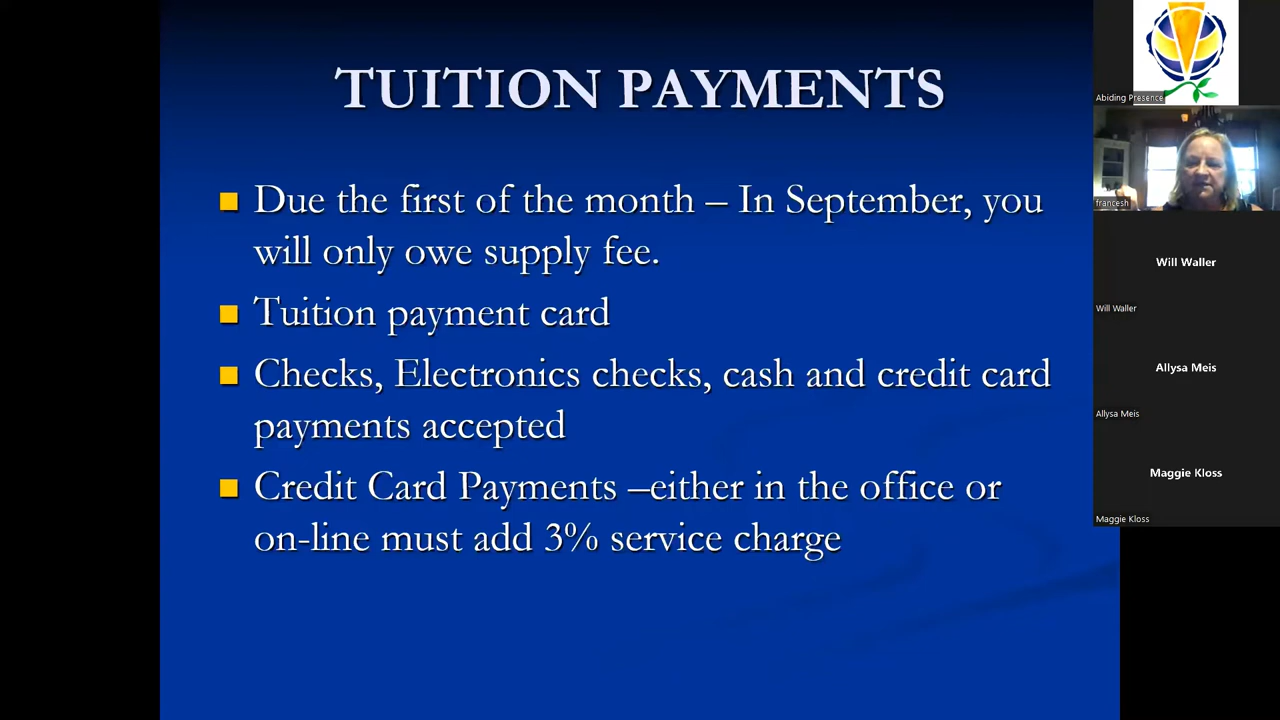 TUITION PAYMENTS
Due the first of the month – In September, you
will only owe supply fee.
Tuition payment card
Checks, Electronics checks, cash and credit card
payments accepted
Credit Card Payments –either in the office or
on-line must add 3% service charge
Abiding Presence
francesh
Will Waller
Will Waller
Allysa Meis
Allysa Meis
Maggie Kloss
Maggie Kloss